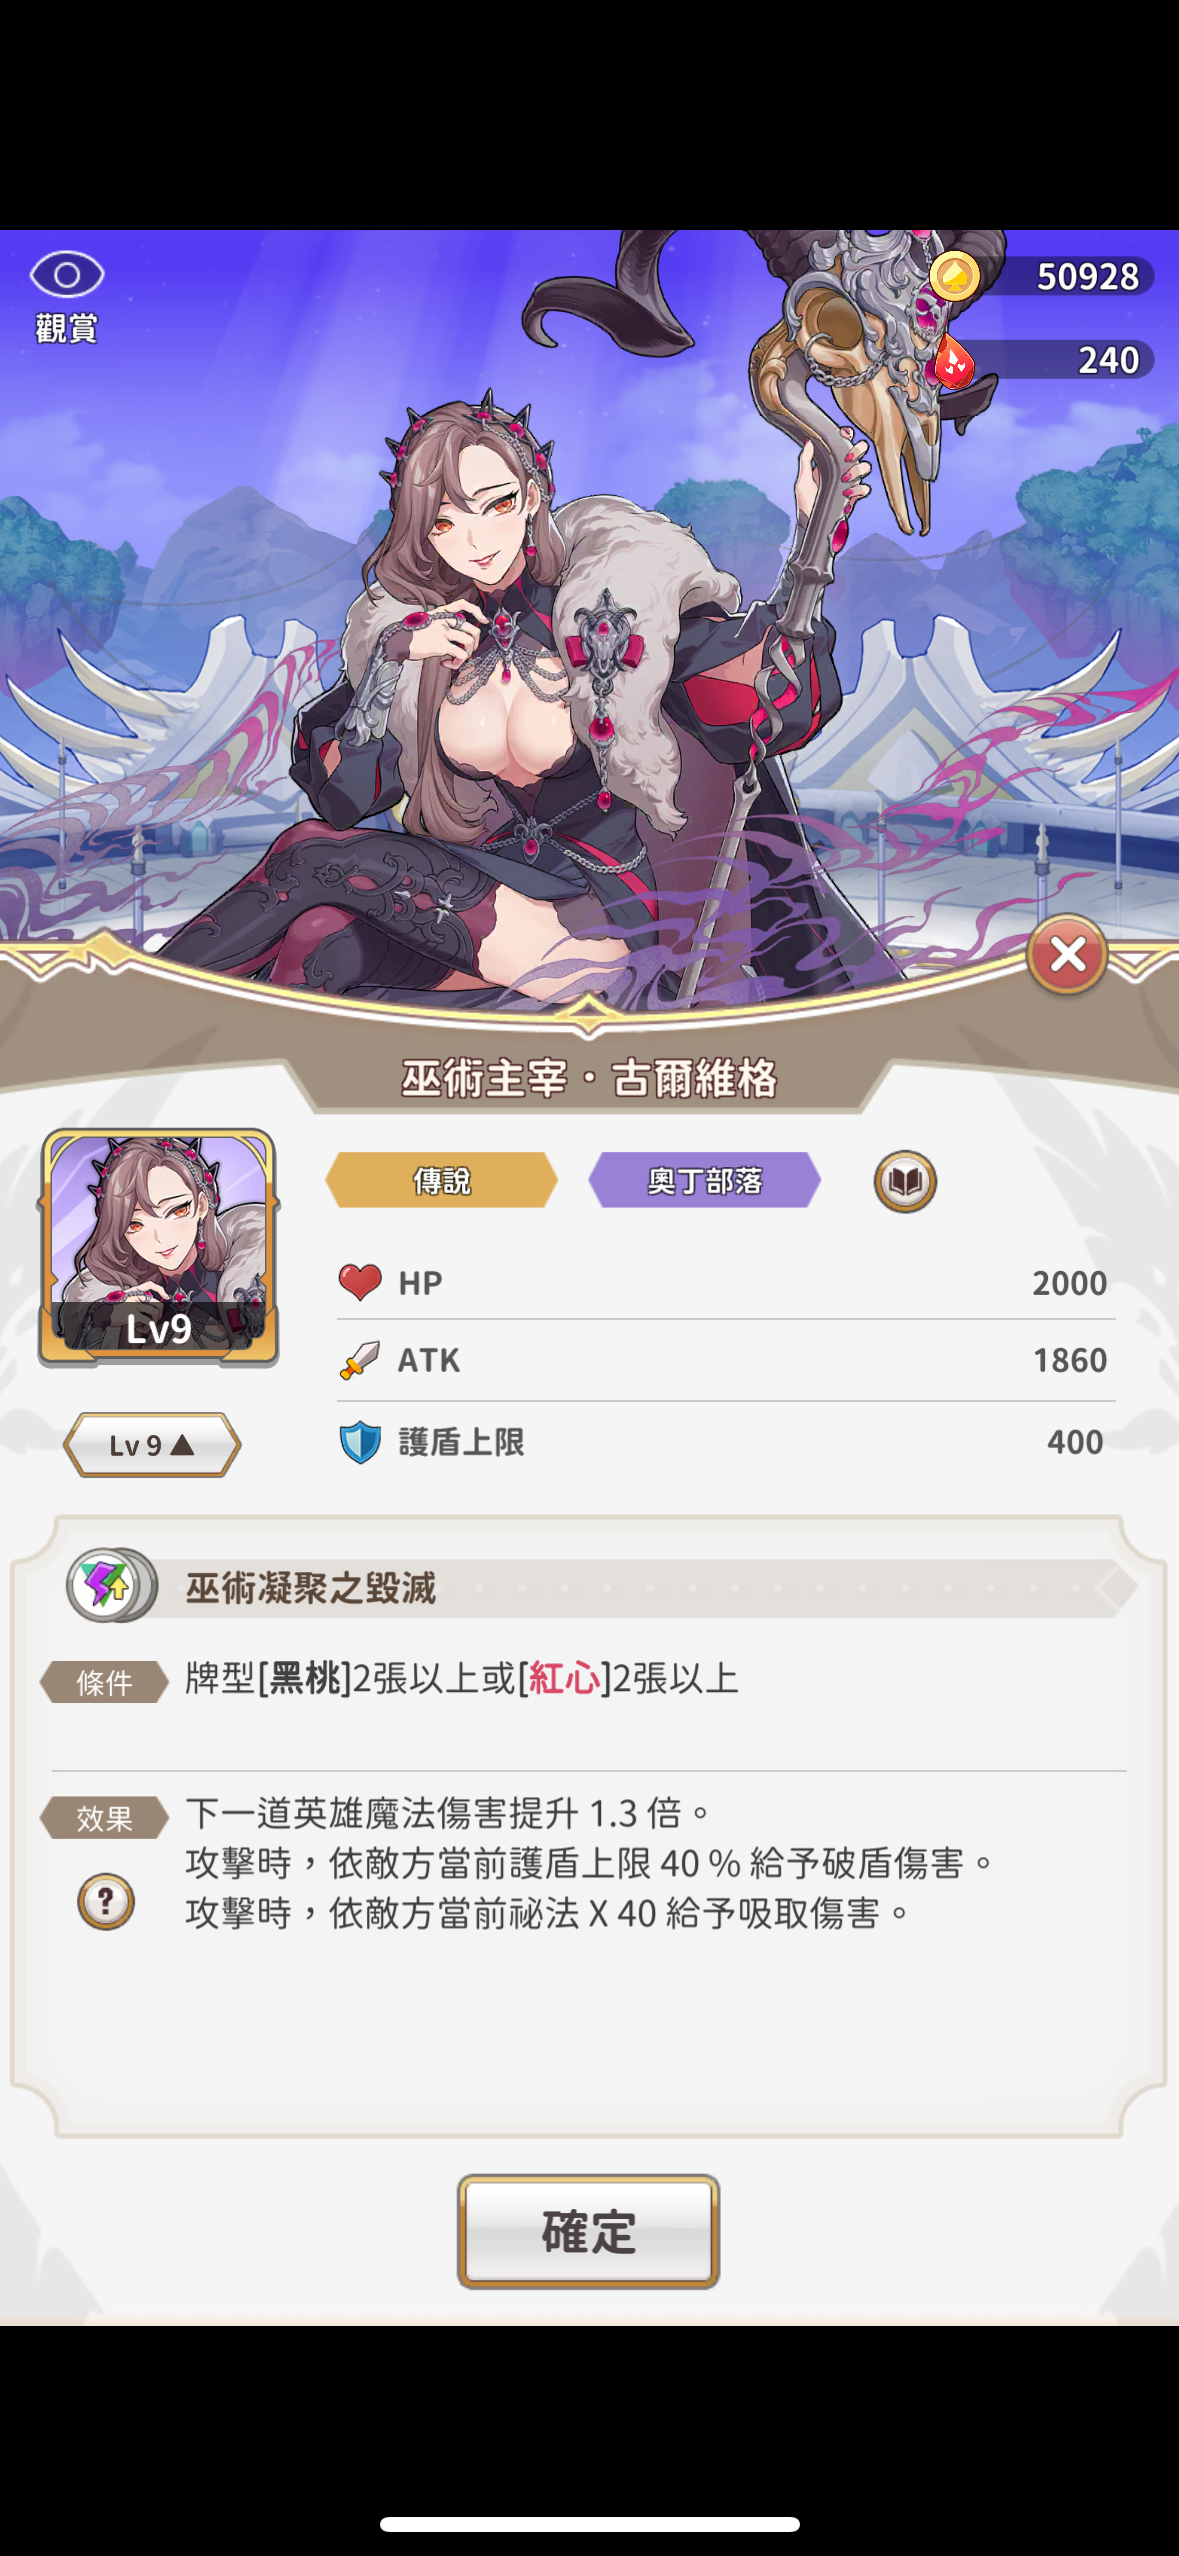 觀賞
50928
240
巫術主宰·古爾維格
Lv9
傳說
奧丁部落
HP
2000
ATK
1860
Lv 9 ▲
護盾上限
400
巫術凝聚之毀滅
條件
牌型[黑桃]2張以上或[紅心]2張以上
效果
下一道英雄魔法傷害提升 1.3 倍。
攻擊時，依敵方當前護盾上限 40 % 給予破盾傷害。
?
攻擊時，依敵方當前祕法 X 40 給予吸取傷害。
確定